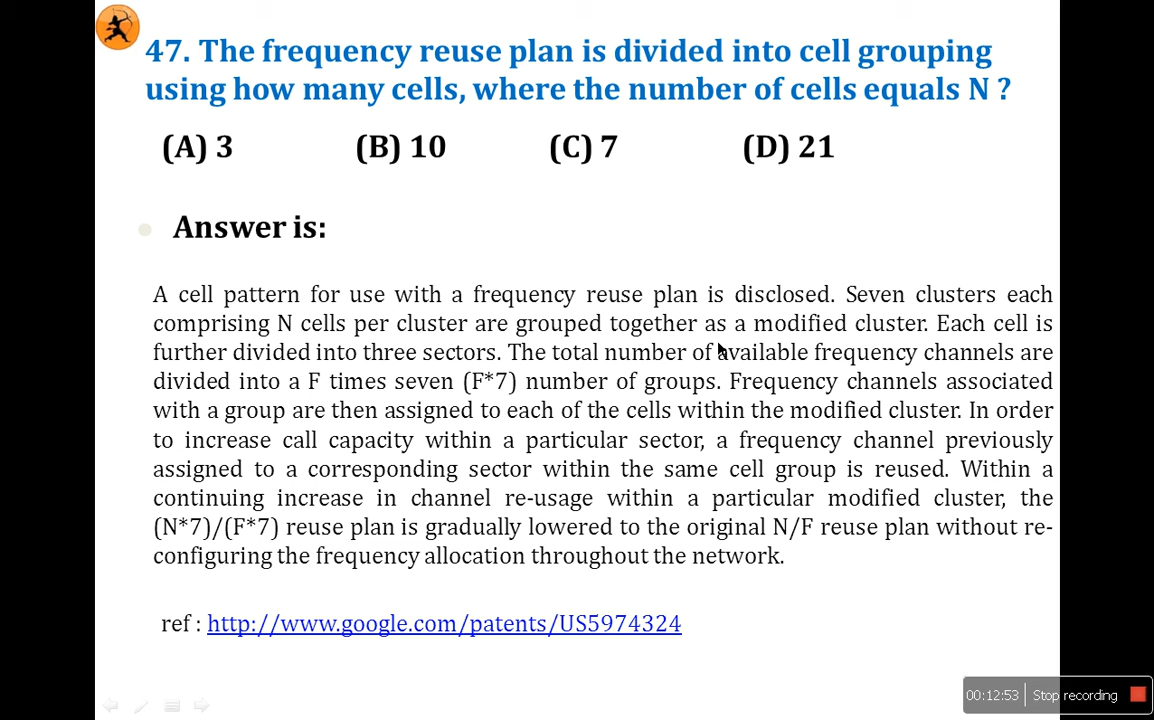 47. The frequency reuse plan is divided into cell grouping
using how many cells, where the number of cells equals N ?
(A) 3 (B) 10 (C) 7 (D) 21
Answer is:
A cell pattern for use with a frequency reuse plan is disclosed. Seven clusters each
comprising N cells per cluster are grouped together as a modified cluster. Each cell is
further divided into three sectors. The total number of available frequency channels are
divided into a F times seven (F*7) number of groups. Frequency channels associated
with a group are then assigned to each of the cells within the modified cluster. In order
to increase call capacity within a particular sector, a frequency channel previously
assigned to a corresponding sector within the same cell group is reused. Within a
continuing increase in channel re-usage within a particular modified cluster, the
(N*7)/(F*7) reuse plan is gradually lowered to the original N/F reuse plan without re-
configuring the frequency allocation throughout the network.
ref : http://www.google.com/patents/US5974324
00:12:53 Stop recording